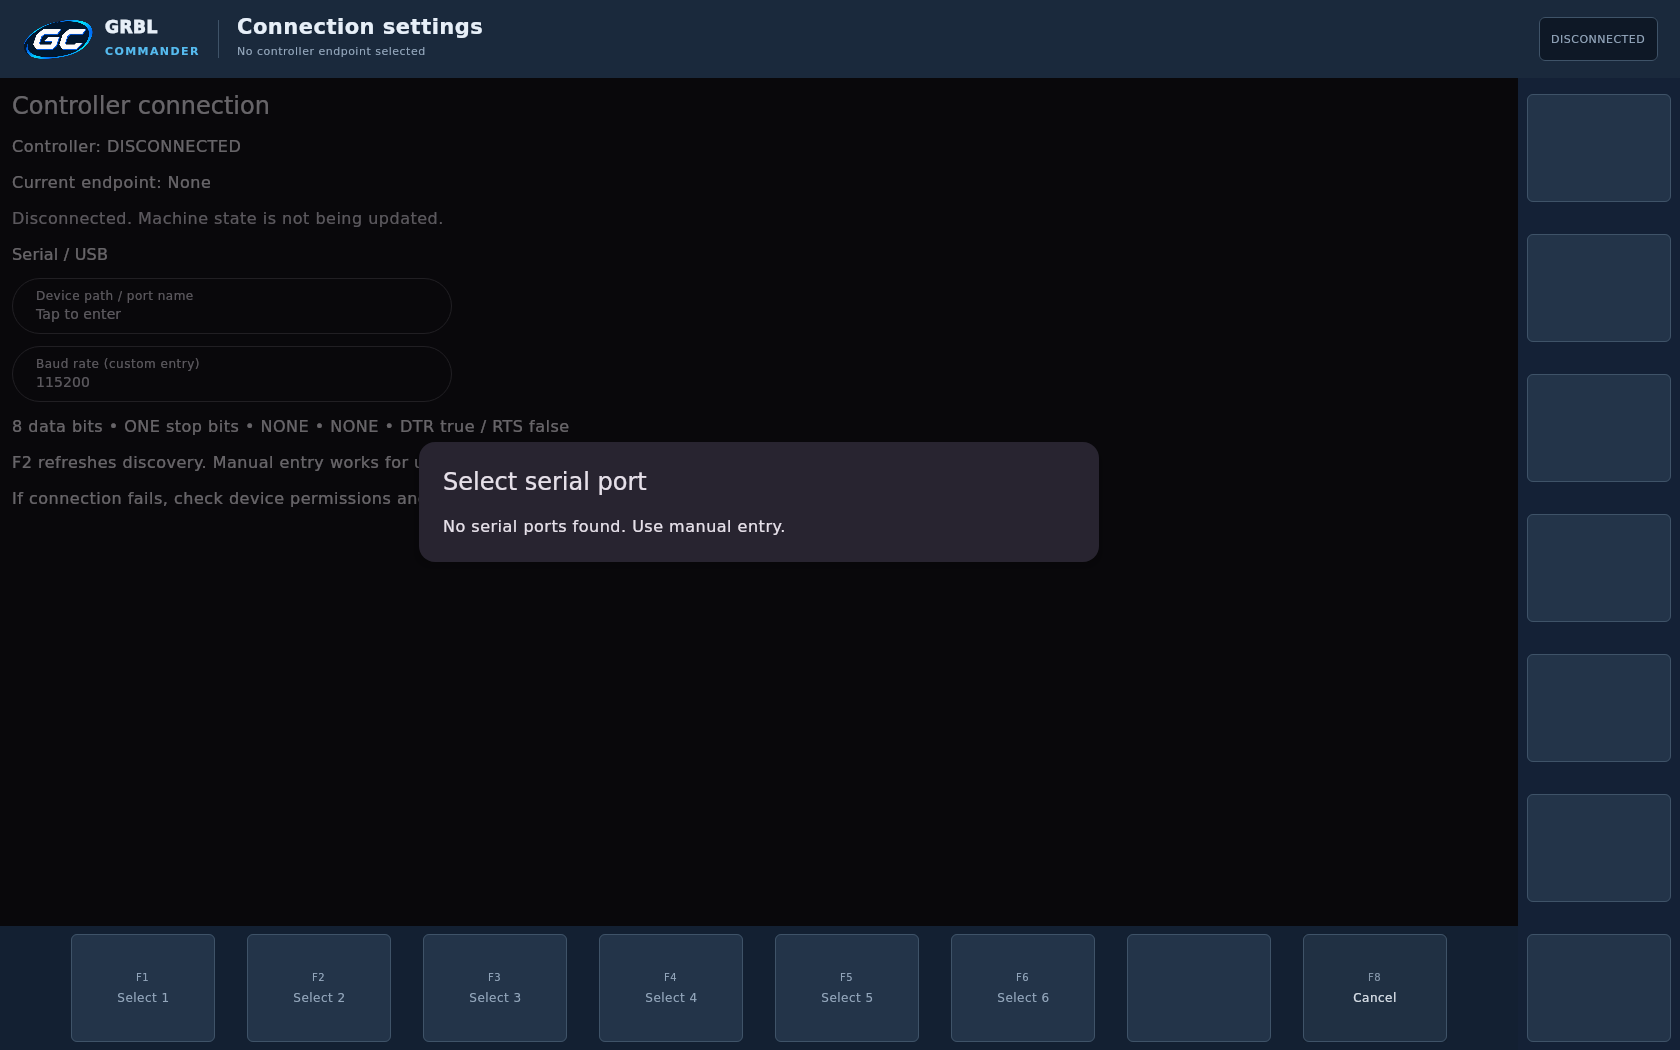 GC
GRBL
COMMANDER
Connection settings
No controller endpoint selected
DISCONNECTED
Controller connection
Controller: DISCONNECTED
Current endpoint: None
Disconnected. Machine state is not being updated.
Serial / USB
Device path / port name
Tap to enter
Baud rate (custom entry)
115200
8 data bits • ONE stop bits • NONE • NONE • DTR true / RTS false
F2 refreshes discovery. Manual entry works for
If connection fails, check device permissions
Select serial port
No serial ports found. Use manual entry.
F1
Select 1
F2
Select 2
F3
Select 3
F4
Select 4
F5
Select 5
F6
Select 6
F8
Cancel